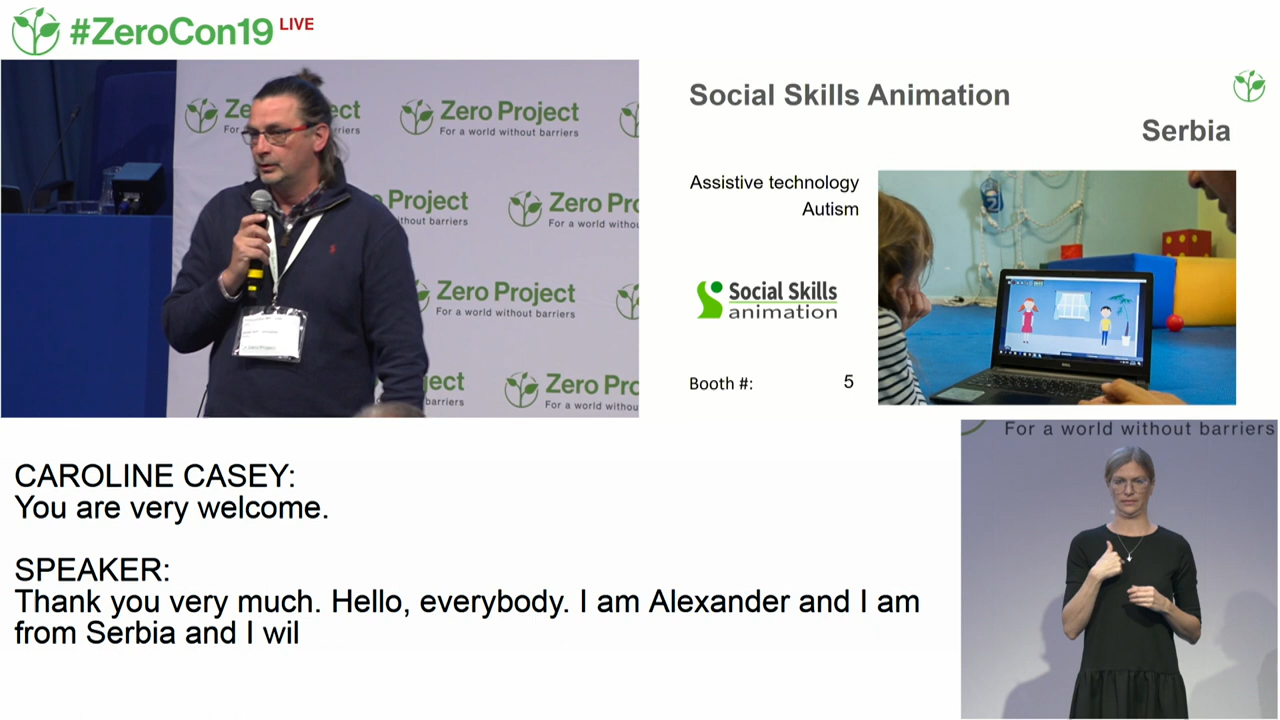 #ZeroCon19 LIVE
Zero Project
For a world without barriers
Social Skills Animation
Serbia
Assistive technology
Autism
Social Skills
animation
Booth #: 5
For a world without barriers
CAROLINE CASEY:
You are very welcome.
SPEAKER:
Thank you very much. Hello, everybody. I am Alexander and I am
from Serbia and I wil